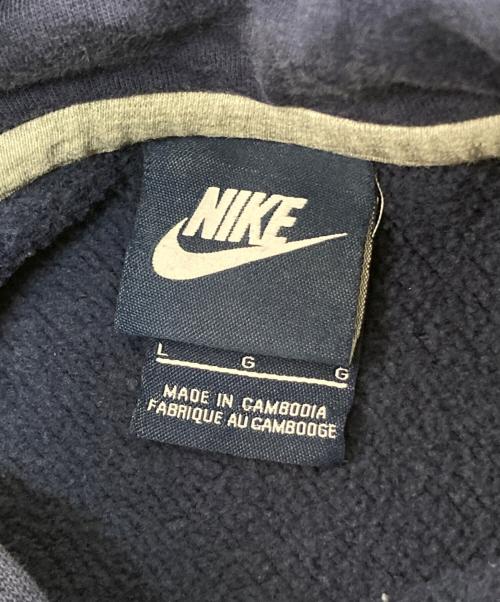 NIKE
L G G
MADE IN CAMBODIA
FABRIQUE AU CAMBODGE